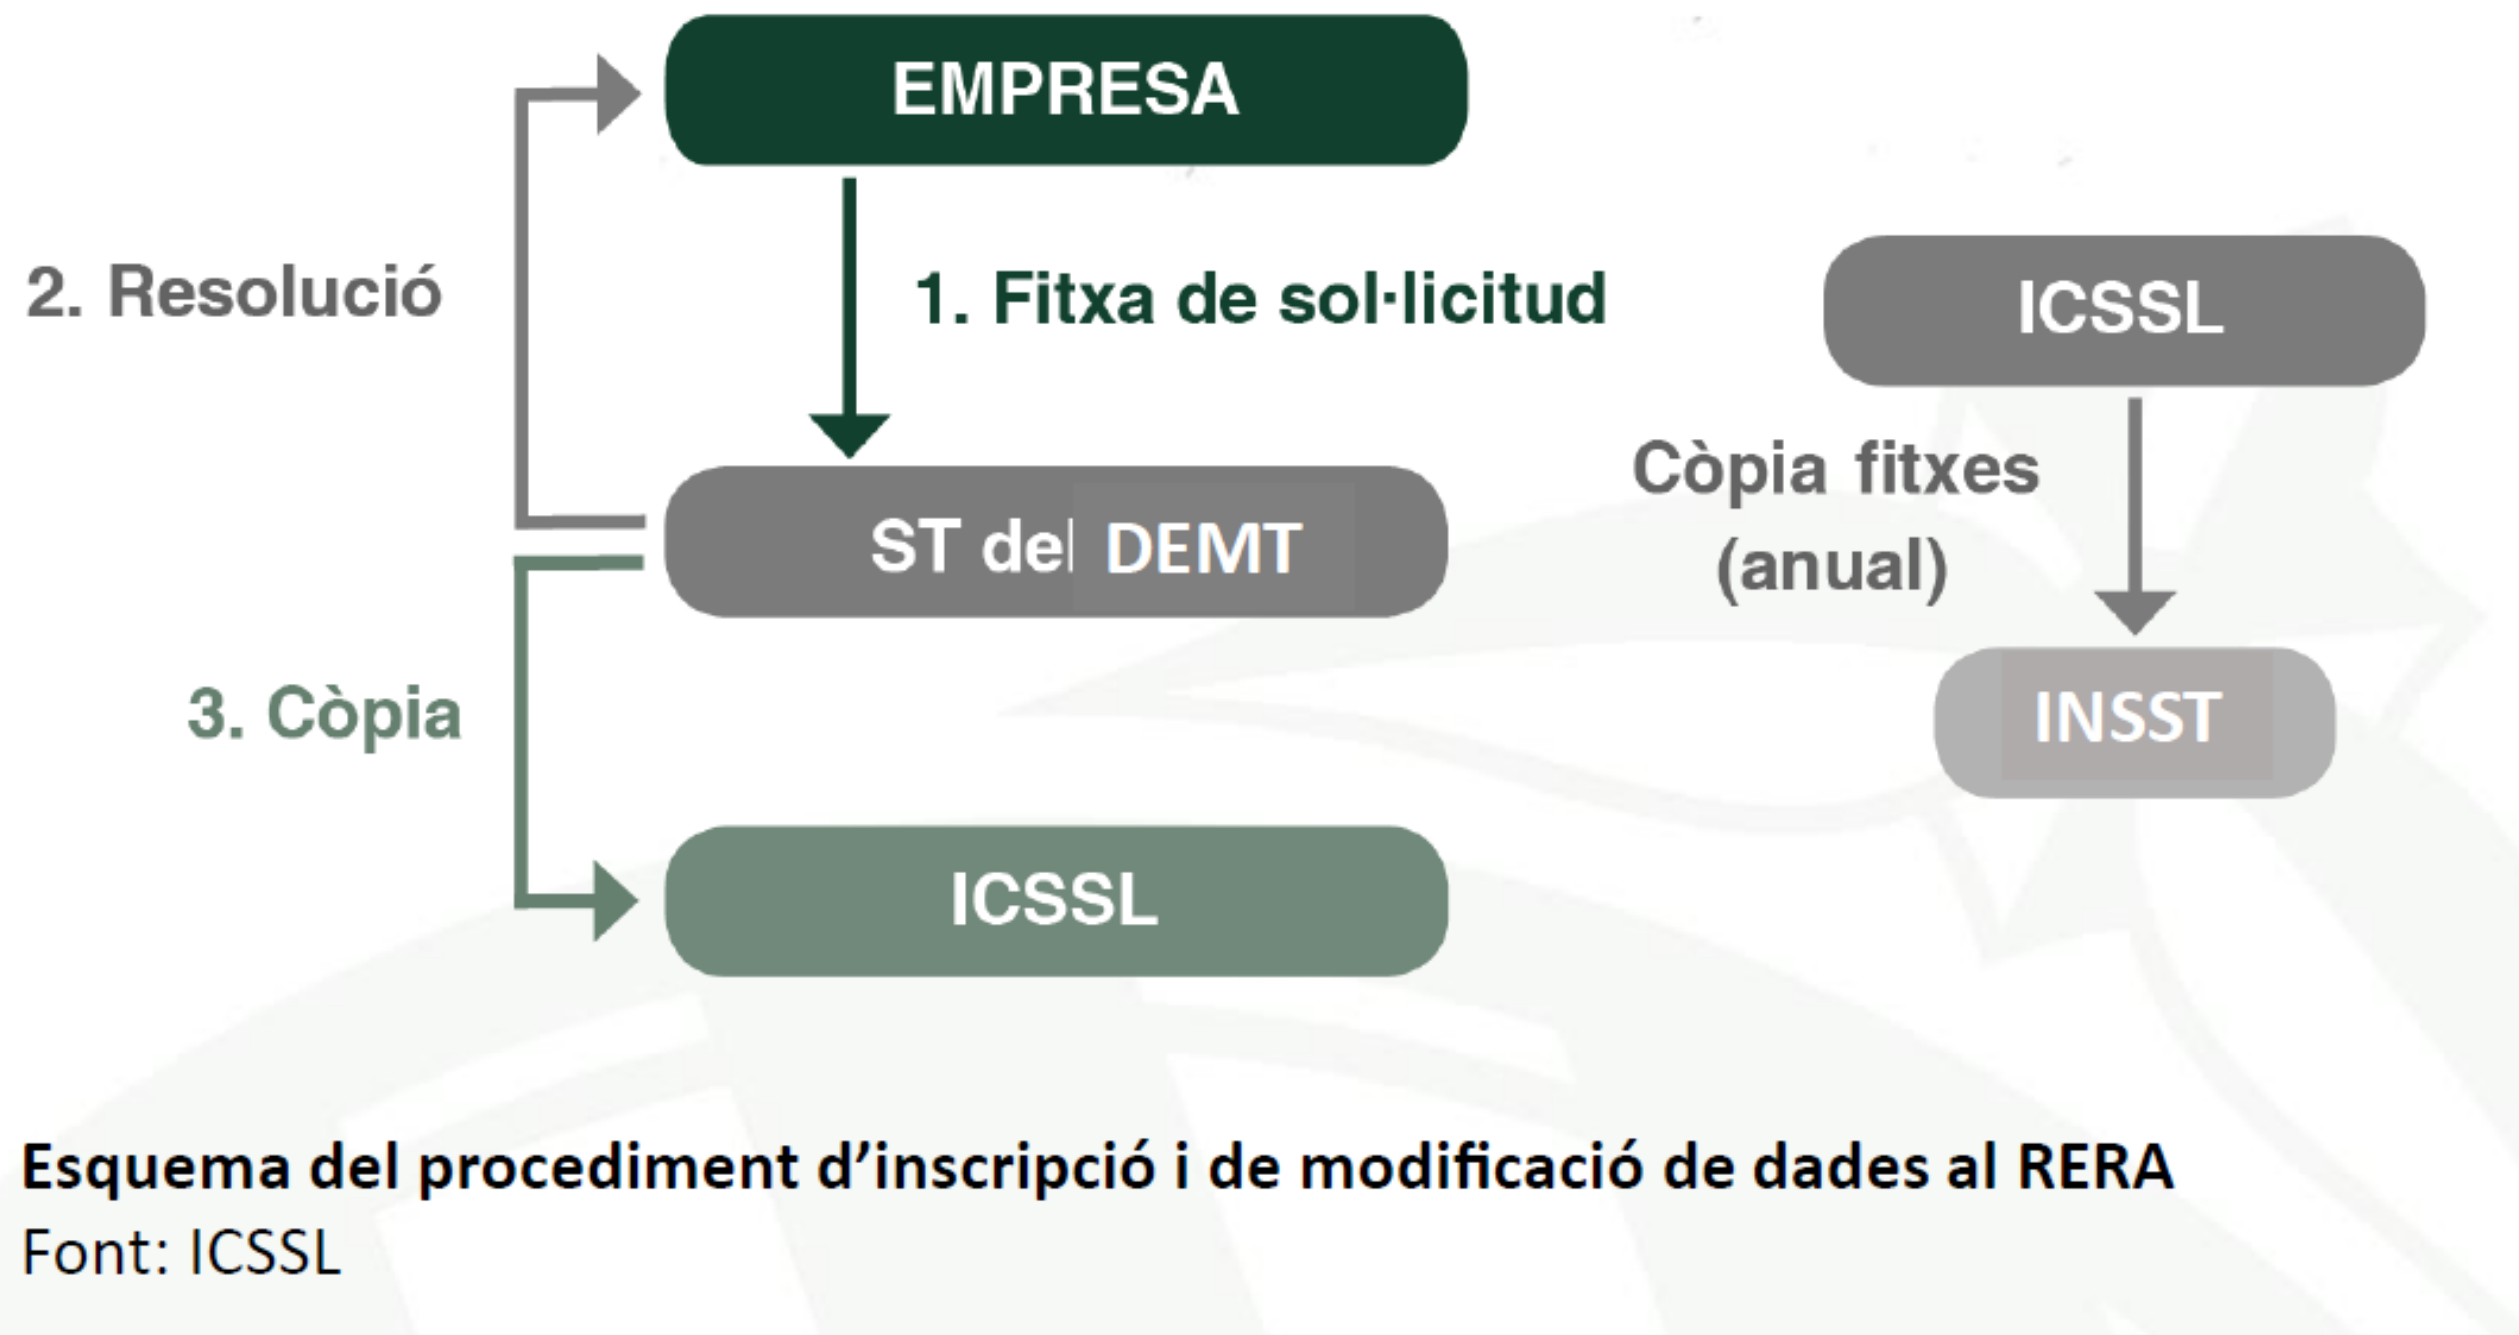 EMPRESA
2. Resolució
1. Fitxa de sol·licitud
ICSSL
Còpia fitxes
(anual)
ST del DEMT
INSST
3. Còpia
ICSSL
Esquema del procediment d’inscripció i de modificació de dades al RERA
Font: ICSSL